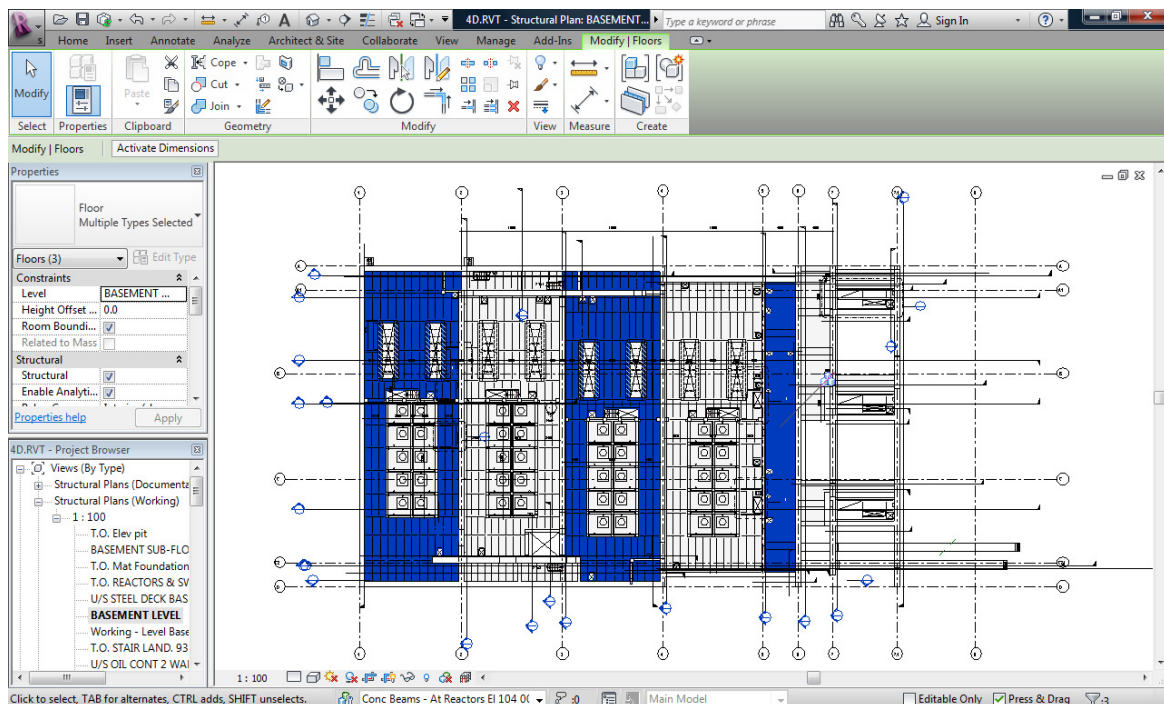 4D.RVT - Structural Plan: BASEMENT... Type a keyword or phrase Sign In
Home Insert Annotate Analyze Architect & Site Collaborate View Manage Add-Ins Modify | Floors
Modify Paste Cope Cut Join
Select Properties Clipboard Geometry Modify View Measure Create
Modify | Floors Activate Dimensions
Properties
Floor
Multiple Types Selected
Floors (3) Edit Type
Constraints
Level BASEMENT ...
Height Offset ... 0.0
Room Boundi...
Related to Mass
Structural
Structural
Enable Analyti...
Properties help Apply
4D.RVT - Project Browser
Views (By Type)
Structural Plans (Documenta
Structural Plans (Working)
1 : 100
T.O. Elev pit
BASEMENT SUB-FLO
T.O. Mat Foundation
T.O. REACTORS & SV
U/S STEEL DECK BAS
BASEMENT LEVEL
Working - Level Base
T.O. STAIR LAND. 93
U/S OIL CONT 2 WAI
1 : 100
Click to select, TAB for alternates, CTRL adds, SHIFT unselects. Conc Beams - At Reactors El 104 00 :0 Main Model Editable Only Press & Drag :3